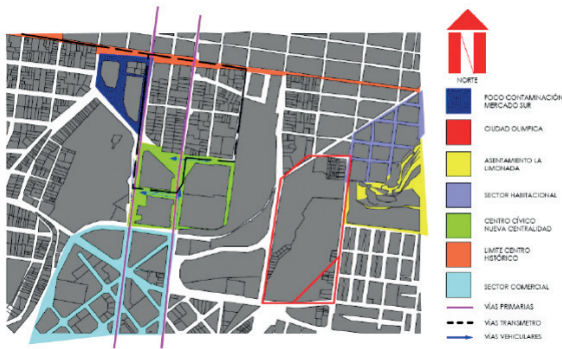 NORTE
FOCO CONTAMINACIÓN
MERCADO SUR
CIUDAD OLIMPICA
ASENTAMIENTO LA
LIMONADA
SECTOR HABITACIONAL
CENTRO CÍVICO
NUEVA CENTRALIDAD
LIMITE CENTRO
HISTÓRICO
SECTOR COMERCIAL
VÍAS PRIMARIAS
VÍAS TRANSMETRO
VÍAS VEHICULARES